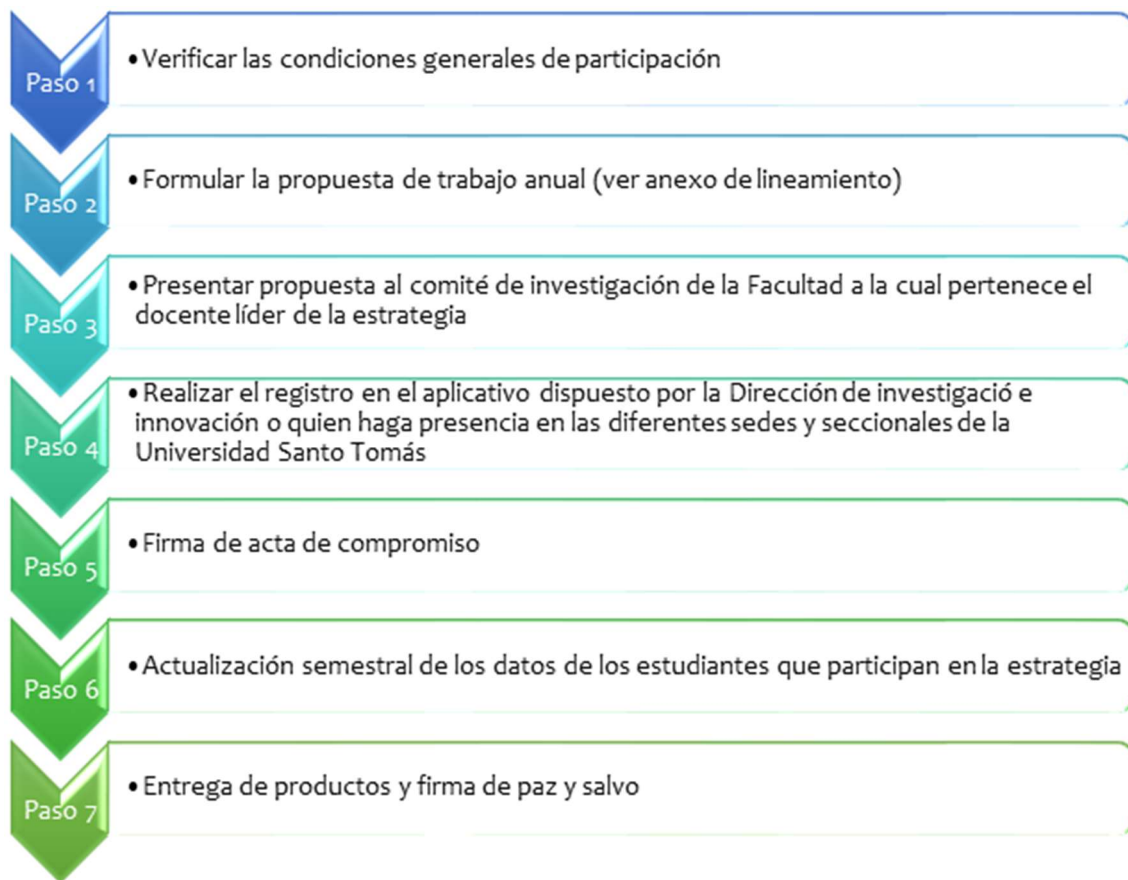 Paso 1
• Verificar las condiciones generales de participación
Paso 2
• Formular la propuesta de trabajo anual (ver anexo de lineamiento)
Paso 3
• Presentar propuesta al comité de investigación de la Facultad a la cual pertenece el
docente líder de la estrategia
Paso 4
• Realizar el registro en el aplicativo dispuesto por la Dirección de investigació e
innovación o quien haga presencia en las diferentes sedes y seccionales de la
Universidad Santo Tomás
Paso 5
• Firma de acta de compromiso
Paso 6
• Actualización semestral de los datos de los estudiantes que participan en la estrategia
Paso 7
• Entrega de productos y firma de paz y salvo